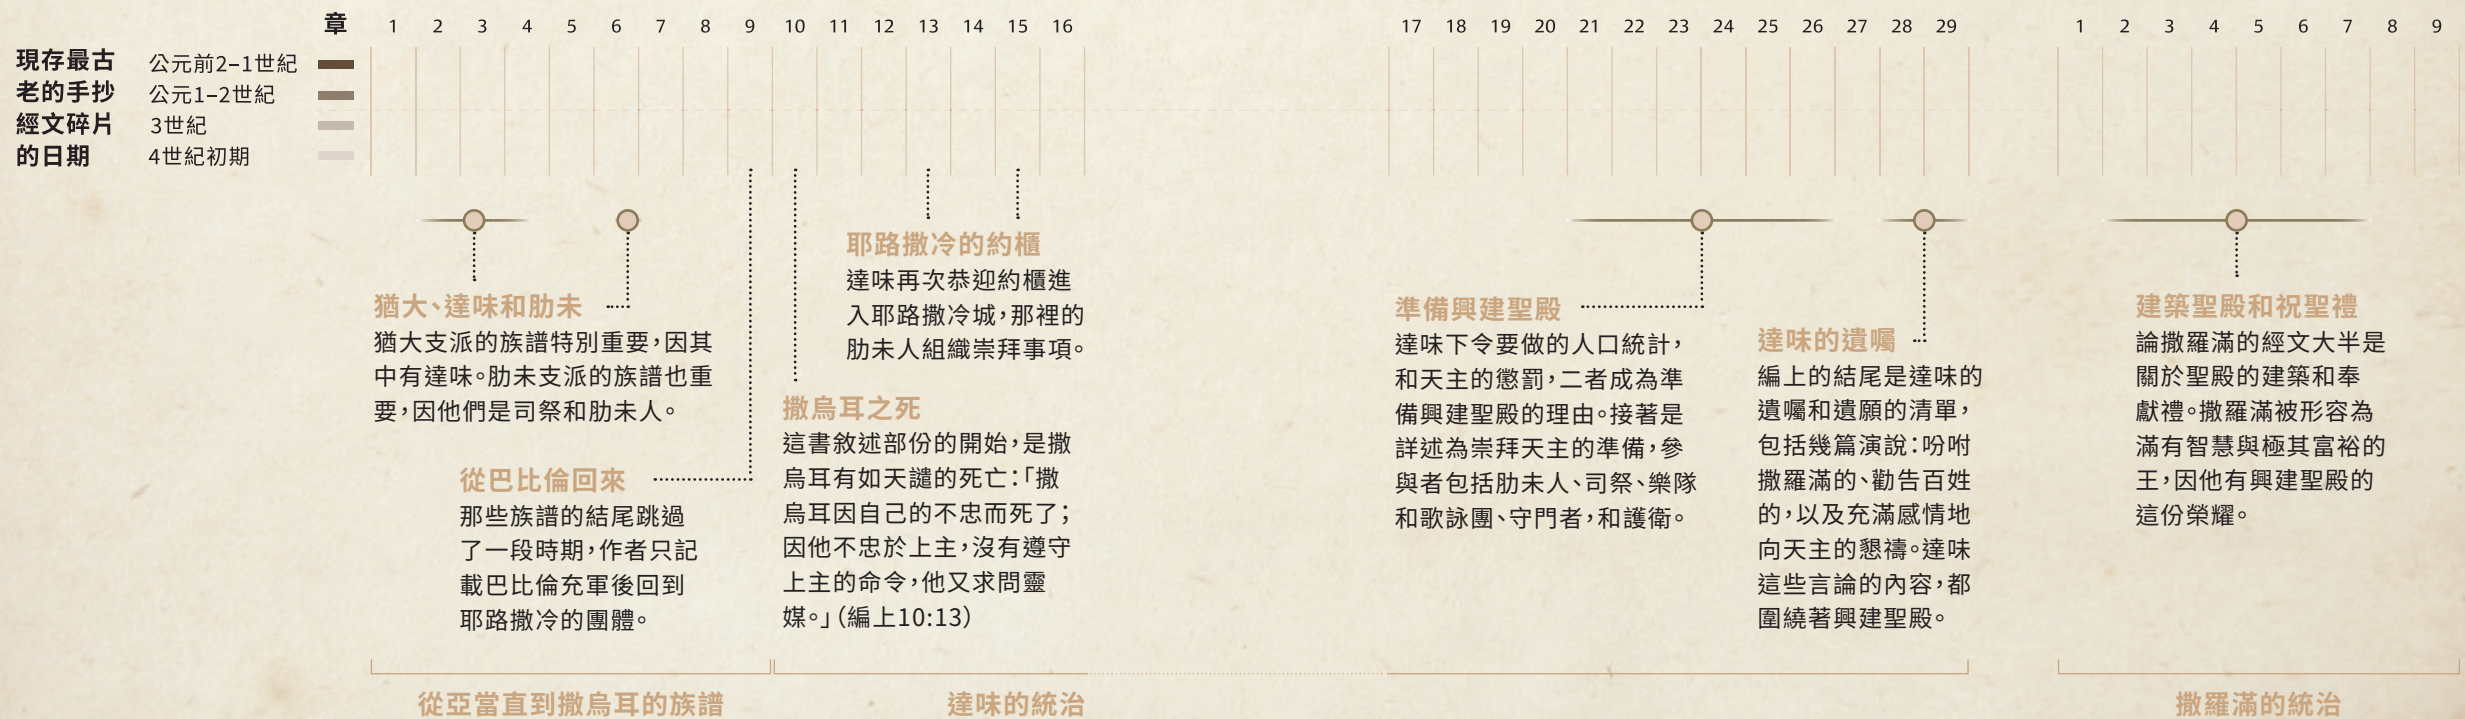 章 1 2 3 4 5 6 7 8 9 10 11 12 13 14 15 16 17 18 19 20 21 22 23 24 25 26 27 28 29 1 2 3 4 5 6 7 8 9
現存最古
老的手抄
經文碎片
的日期
公元前2–1世紀
公元1–2世紀
3世紀
4世紀初期
猶大、達味和肋未
猶大支派的族譜特別重要，因其
中有達味。肋未支派的族譜也重
要，因他們是司祭和肋未人。
從巴比倫回來
那些族譜的結尾跳過
了一段時期，作者只記
載巴比倫充軍後回到
耶路撒冷的團體。
耶路撒冷的約櫃
達味再次恭迎約櫃進
入耶路撒冷城，那裡的
肋未人組織崇拜事項。
撒烏耳之死
這書敘述部份的開始，是撒
烏耳有如天譴的死亡：「撒
烏耳因自己的不忠而死了；
因他不忠於上主，沒有遵守
上主的命令，他又求問靈
媒。」（編上10:13）
準備興建聖殿
達味下令要做的人口統計，
和天主的懲罰，二者成為準
備興建聖殿的理由。接著是
詳述為崇拜天主的準備，參
與者包括肋未人、司祭、樂隊
和歌詠團、守門者，和護衛。
達味的遺囑
編上的結尾是達味的
遺囑和遺願的清單，
包括幾篇演說：吩咐
撒羅滿的、勸告百姓
的，以及充滿感情地
向天主的懇禱。達味
這些言論的內容，都
圍繞著興建聖殿。
建築聖殿和祝聖禮
論撒羅滿的經文大半是
關於聖殿的建築和奉
獻禮。撒羅滿被形容為
滿有智慧與極其富裕的
王，因他有興建聖殿的
這份榮耀。
從亞當直到撒烏耳的族譜
達味的統治
撒羅滿的統治